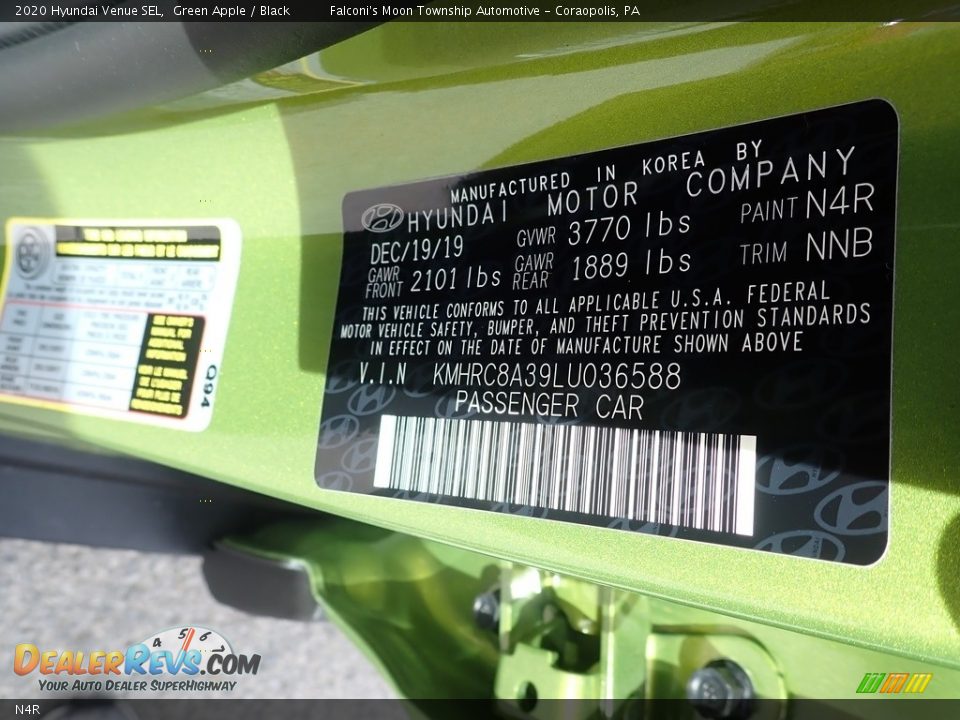 2020 Hyundai Venue SEL,  Green Apple / Black    Falconi's Moon Township Automotive - Coraopolis, PA
MANUFACTURED IN KOREA BY
HYUNDAI MOTOR COMPANY
DEC/19/19 GVWR 3770 lbs PAINT N4R
GAWR FRONT 2101 lbs GAWR REAR 1889 lbs TRIM NNB
THIS VEHICLE CONFORMS TO ALL APPLICABLE U.S.A. FEDERAL
MOTOR VEHICLE SAFETY, BUMPER, AND THEFT PREVENTION STANDARDS
IN EFFECT ON THE DATE OF MANUFACTURE SHOWN ABOVE
V.I.N KMHRC8A39LU036588
PASSENGER CAR
Q94
4 5 6
DEALERREVS.COM
YOUR AUTO DEALER SUPERHIGHWAY
N4R